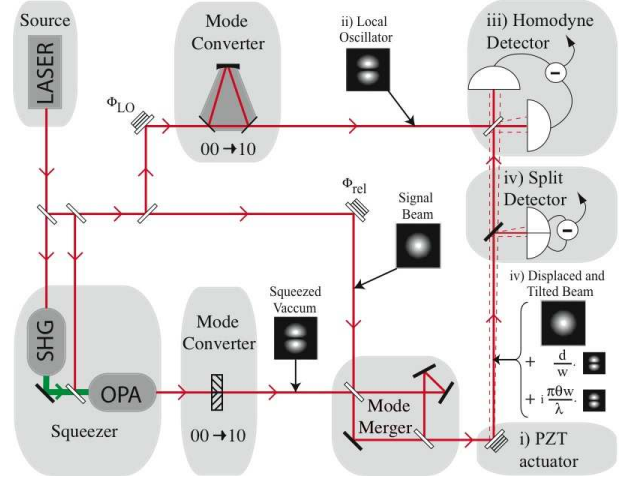 Source
LASER
Mode
Converter
00→10
ΦLO
ii) Local
Oscillator
iii) Homodyne
Detector
−
iv) Split
Detector
−
Φrel
Signal
Beam
Squeezed
Vaccum
SHG
OPA
Squeezer
Mode
Converter
00→10
Mode
Merger
iv) Displaced and
Tilted Beam
+ d/w ·
+ i πθw/λ ·
i) PZT
actuator